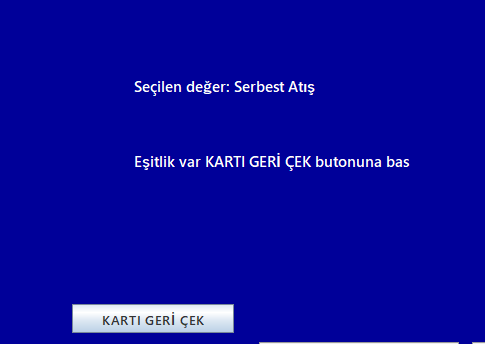 Seçilen değer: Serbest Atış
Eşitlik var KARTI GERİ ÇEK butonuna bas
KARTI GERİ ÇEK